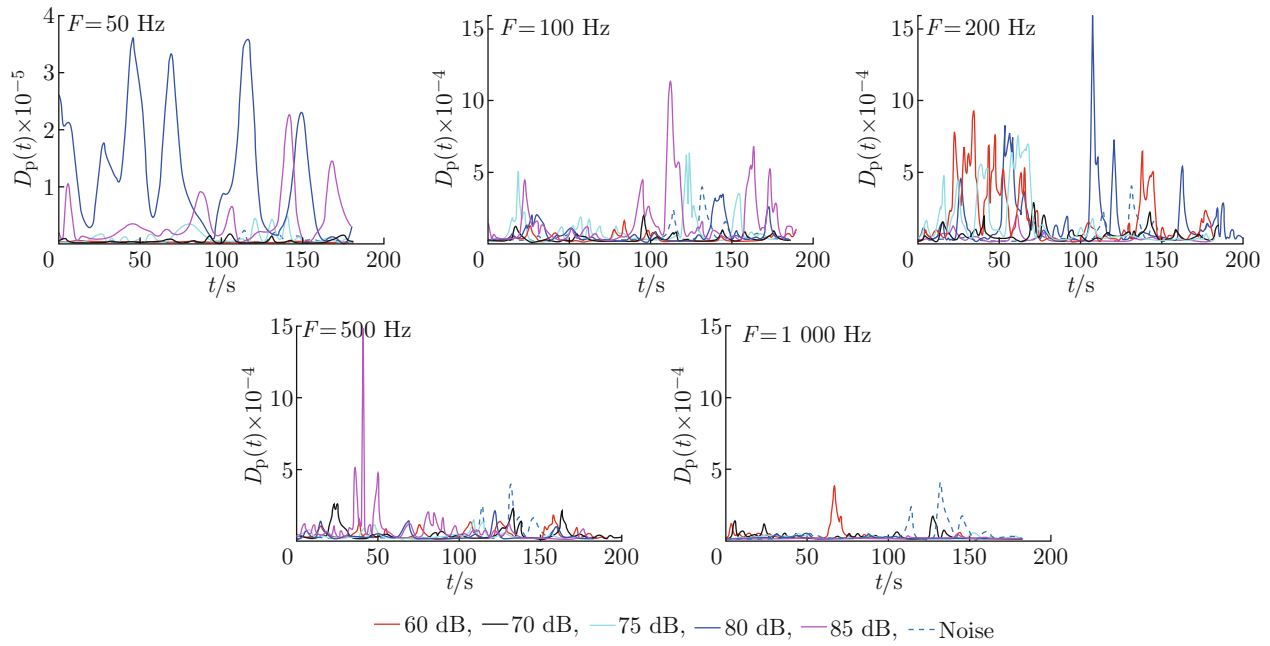 F=50 Hz
F=100 Hz
F=200 Hz
4
3
2
1
0
50
100
150
200
D_p(t)×10^−5
t/s
15
10
5
0
50
100
150
200
D_p(t)×10^−4
t/s
15
10
5
0
50
100
150
200
D_p(t)×10^−4
t/s
F=500 Hz
F=1 000 Hz
15
10
5
0
50
100
150
200
D_p(t)×10^−4
t/s
15
10
5
0
50
100
150
200
D_p(t)×10^−4
t/s
60 dB, 70 dB, 75 dB, 80 dB, 85 dB, Noise